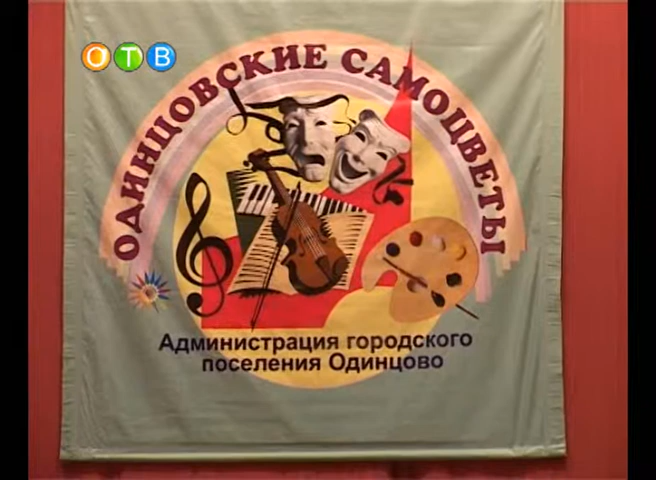 ОТВ
ОДИНЦОВСКИЕ САМОЦВЕТЫ
Администрация городского
поселения Одинцово